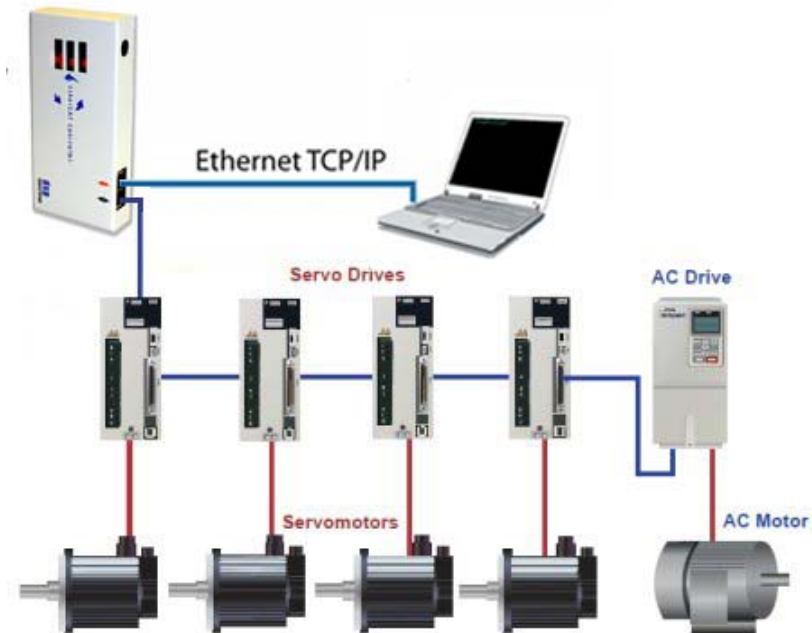 Ethernet TCP/IP
Servo Drives
AC Drive
Servomotors
AC Motor